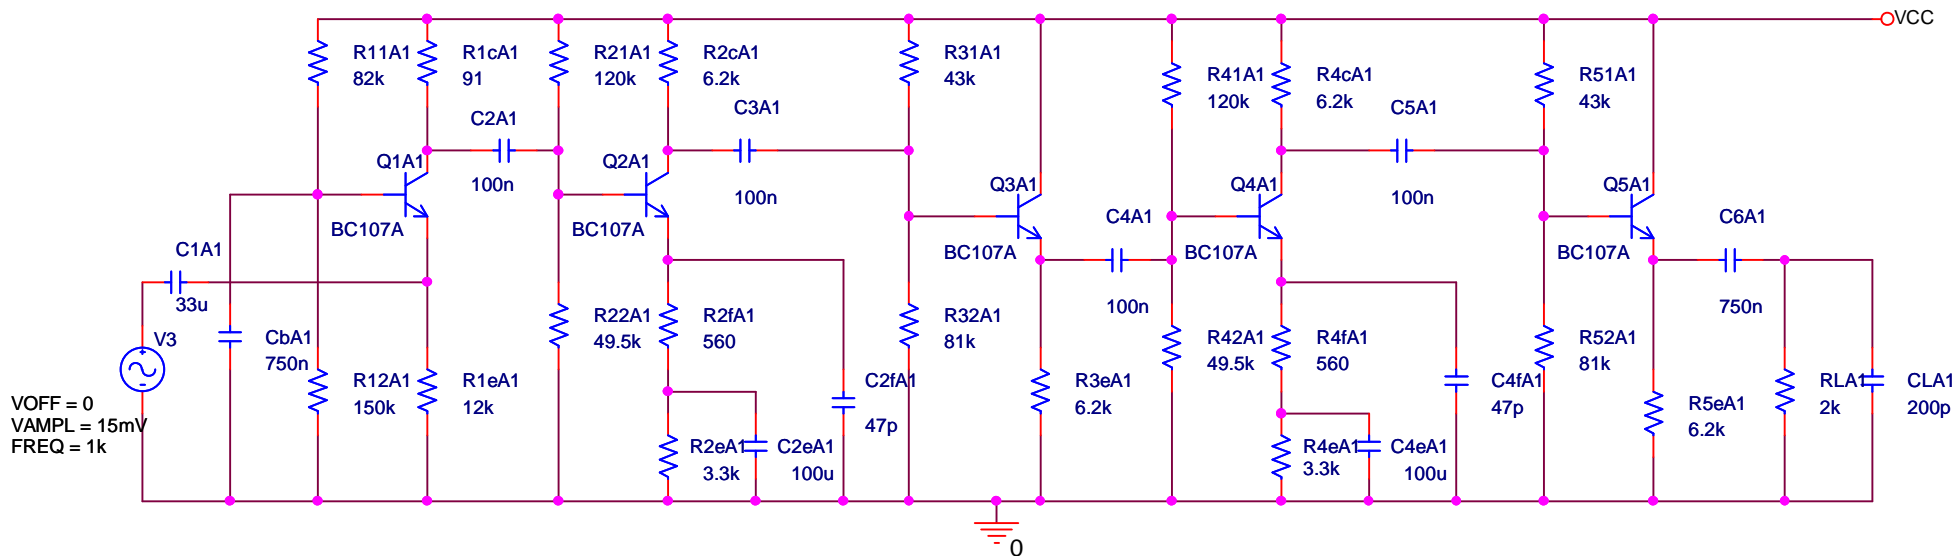 VCC
R11A1
82k
R1cA1
91
R21A1
120k
R2cA1
6.2k
R31A1
43k
R41A1
120k
R4cA1
6.2k
R51A1
43k
C2A1
100n
C3A1
100n
C5A1
100n
Q1A1
BC107A
Q2A1
BC107A
Q3A1
BC107A
Q4A1
BC107A
Q5A1
BC107A
C4A1
100n
C6A1
750n
C1A1
33u
V3
VOFF = 0
VAMPL = 15mV
FREQ = 1k
CbA1
750n
R12A1
150k
R1eA1
12k
R22A1
49.5k
R2fA1
560
R2eA1
3.3k
C2eA1
100u
C2fA1
47p
R32A1
81k
R3eA1
6.2k
R42A1
49.5k
R4fA1
560
R4eA1
3.3k
C4eA1
100u
C4fA1
47p
R52A1
81k
R5eA1
6.2k
RLA1
2k
CLA1
200p
0